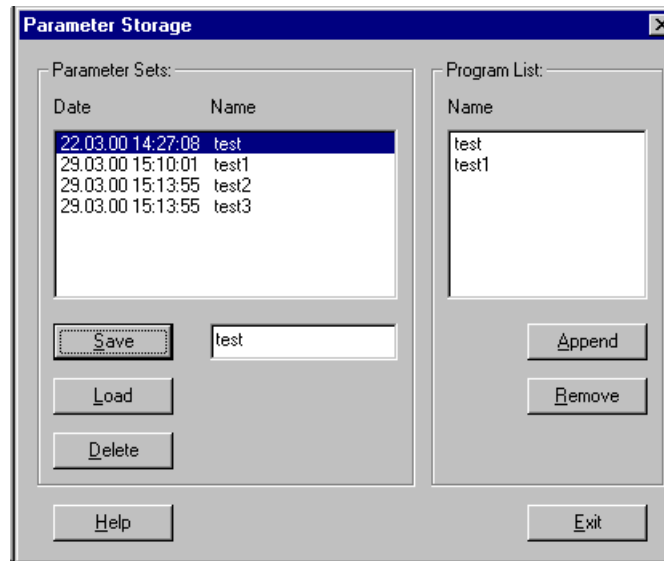 Parameter Storage
Parameter Sets:
Date Name
22.03.00 14:27:08 test
29.03.00 15:10:01 test1
29.03.00 15:13:55 test2
29.03.00 15:13:55 test3
Save test
Load
Delete
Program List:
Name
test
test1
Append
Remove
Help Exit